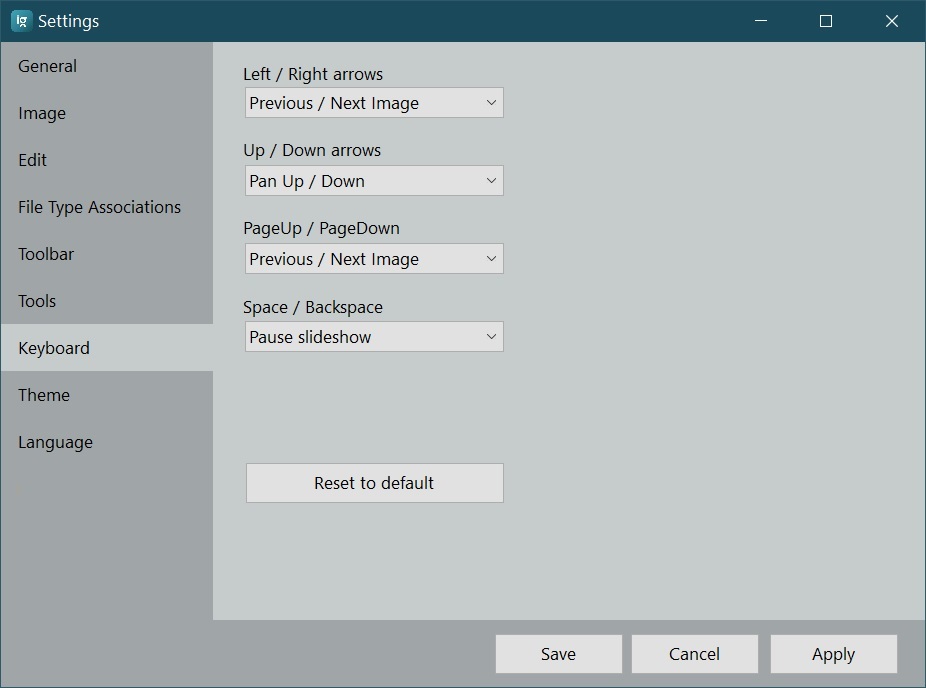 Ig
Settings
General
Image
Edit
File Type Associations
Toolbar
Tools
Keyboard
Theme
Language
Left / Right arrows
Previous / Next Image
Up / Down arrows
Pan Up / Down
PageUp / PageDown
Previous / Next Image
Space / Backspace
Pause slideshow
Reset to default
Save
Cancel
Apply